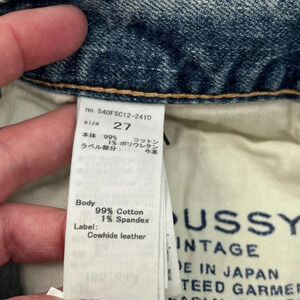 no. 540FSC12-2410
SIZE 27
本体: 99% コットン
1% ポリウレタン
ラベル部分: 牛革
Body
99% Cotton
1% Spandex
Label:
Cowhide leather
OUSSY
INTAGE
DE IN JAPAN
TEED GARMEN